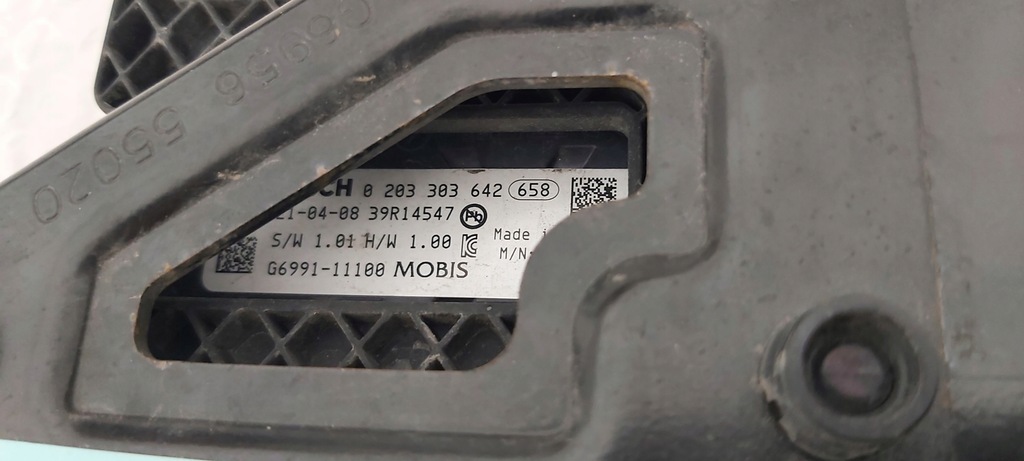 CH 0 203 303 642 658
21-04-08 39R14547 Pb
S/W 1.01 H/W 1.00
Made
M/N:
G6991-11100 MOBIS
55020